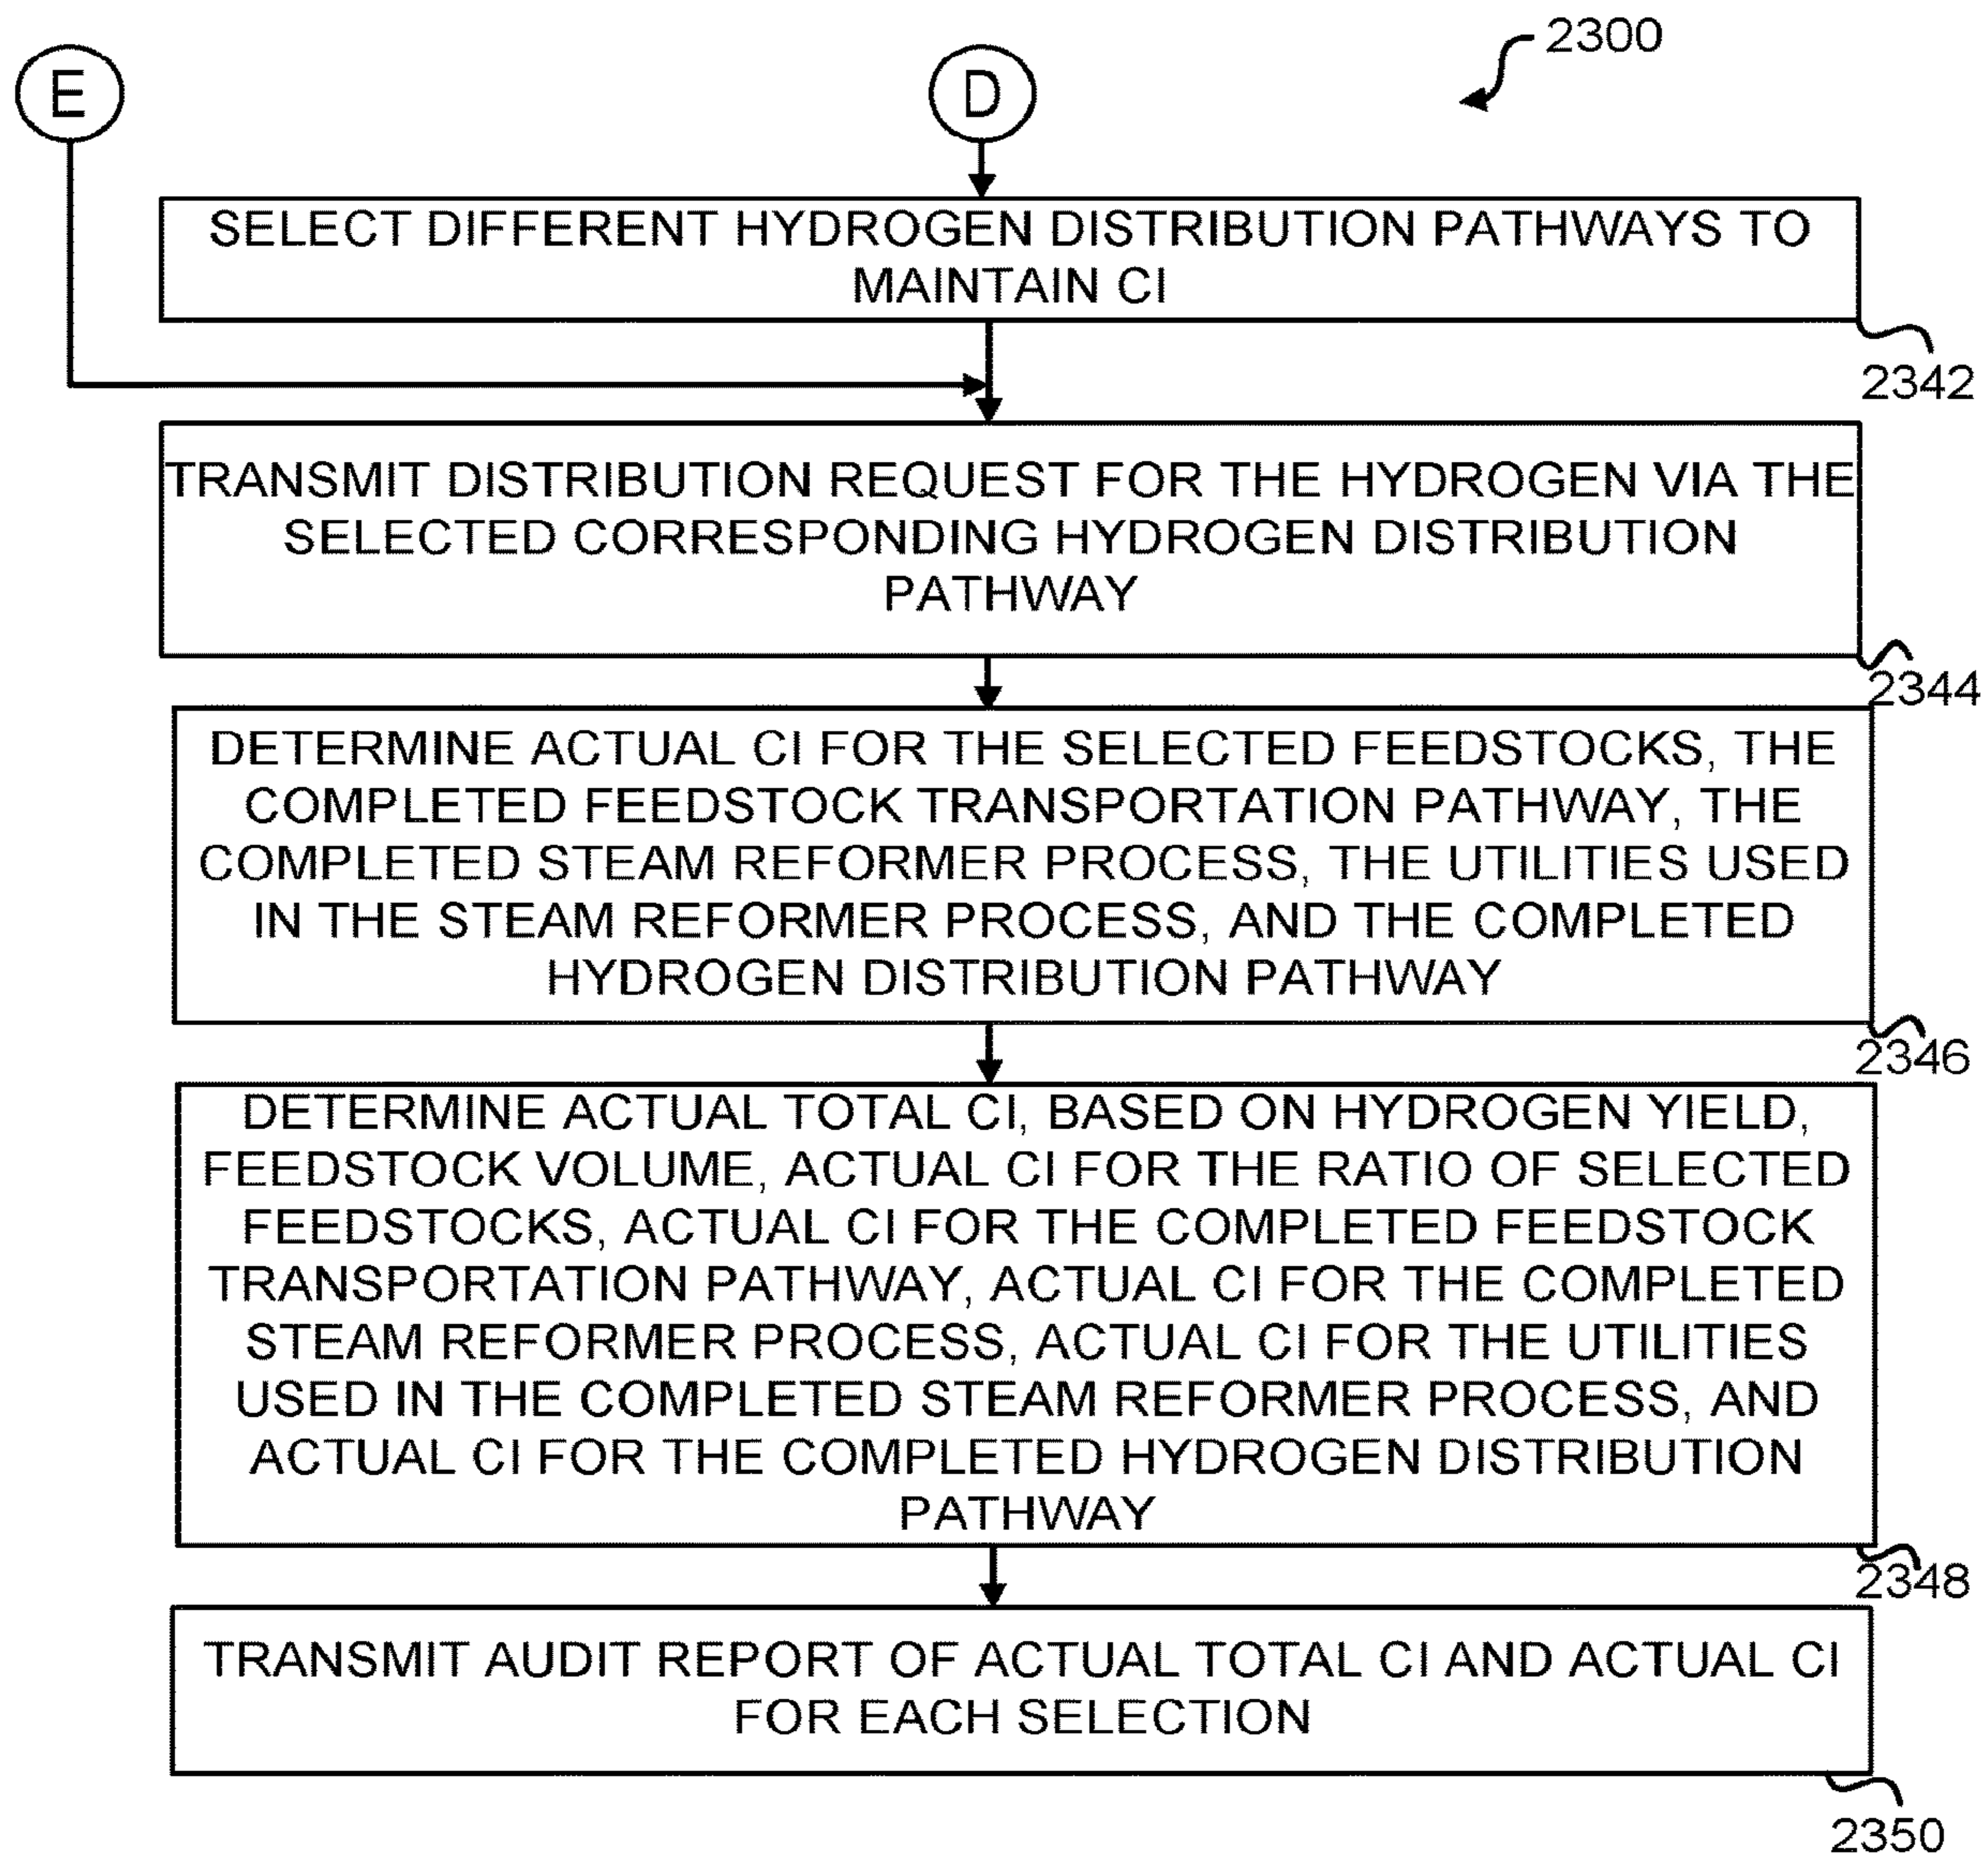 2300
E
D
SELECT DIFFERENT HYDROGEN DISTRIBUTION PATHWAYS TO
MAINTAIN CI
2342
TRANSMIT DISTRIBUTION REQUEST FOR THE HYDROGEN VIA THE
SELECTED CORRESPONDING HYDROGEN DISTRIBUTION
PATHWAY
2344
DETERMINE ACTUAL CI FOR THE SELECTED FEEDSTOCKS, THE
COMPLETED FEEDSTOCK TRANSPORTATION PATHWAY, THE
COMPLETED STEAM REFORMER PROCESS, THE UTILITIES USED
IN THE STEAM REFORMER PROCESS, AND THE COMPLETED
HYDROGEN DISTRIBUTION PATHWAY
2346
DETERMINE ACTUAL TOTAL CI, BASED ON HYDROGEN YIELD,
FEEDSTOCK VOLUME, ACTUAL CI FOR THE RATIO OF SELECTED
FEEDSTOCKS, ACTUAL CI FOR THE COMPLETED FEEDSTOCK
TRANSPORTATION PATHWAY, ACTUAL CI FOR THE COMPLETED
STEAM REFORMER PROCESS, ACTUAL CI FOR THE UTILITIES
USED IN THE COMPLETED STEAM REFORMER PROCESS, AND
ACTUAL CI FOR THE COMPLETED HYDROGEN DISTRIBUTION
PATHWAY
2348
TRANSMIT AUDIT REPORT OF ACTUAL TOTAL CI AND ACTUAL CI
FOR EACH SELECTION
2350